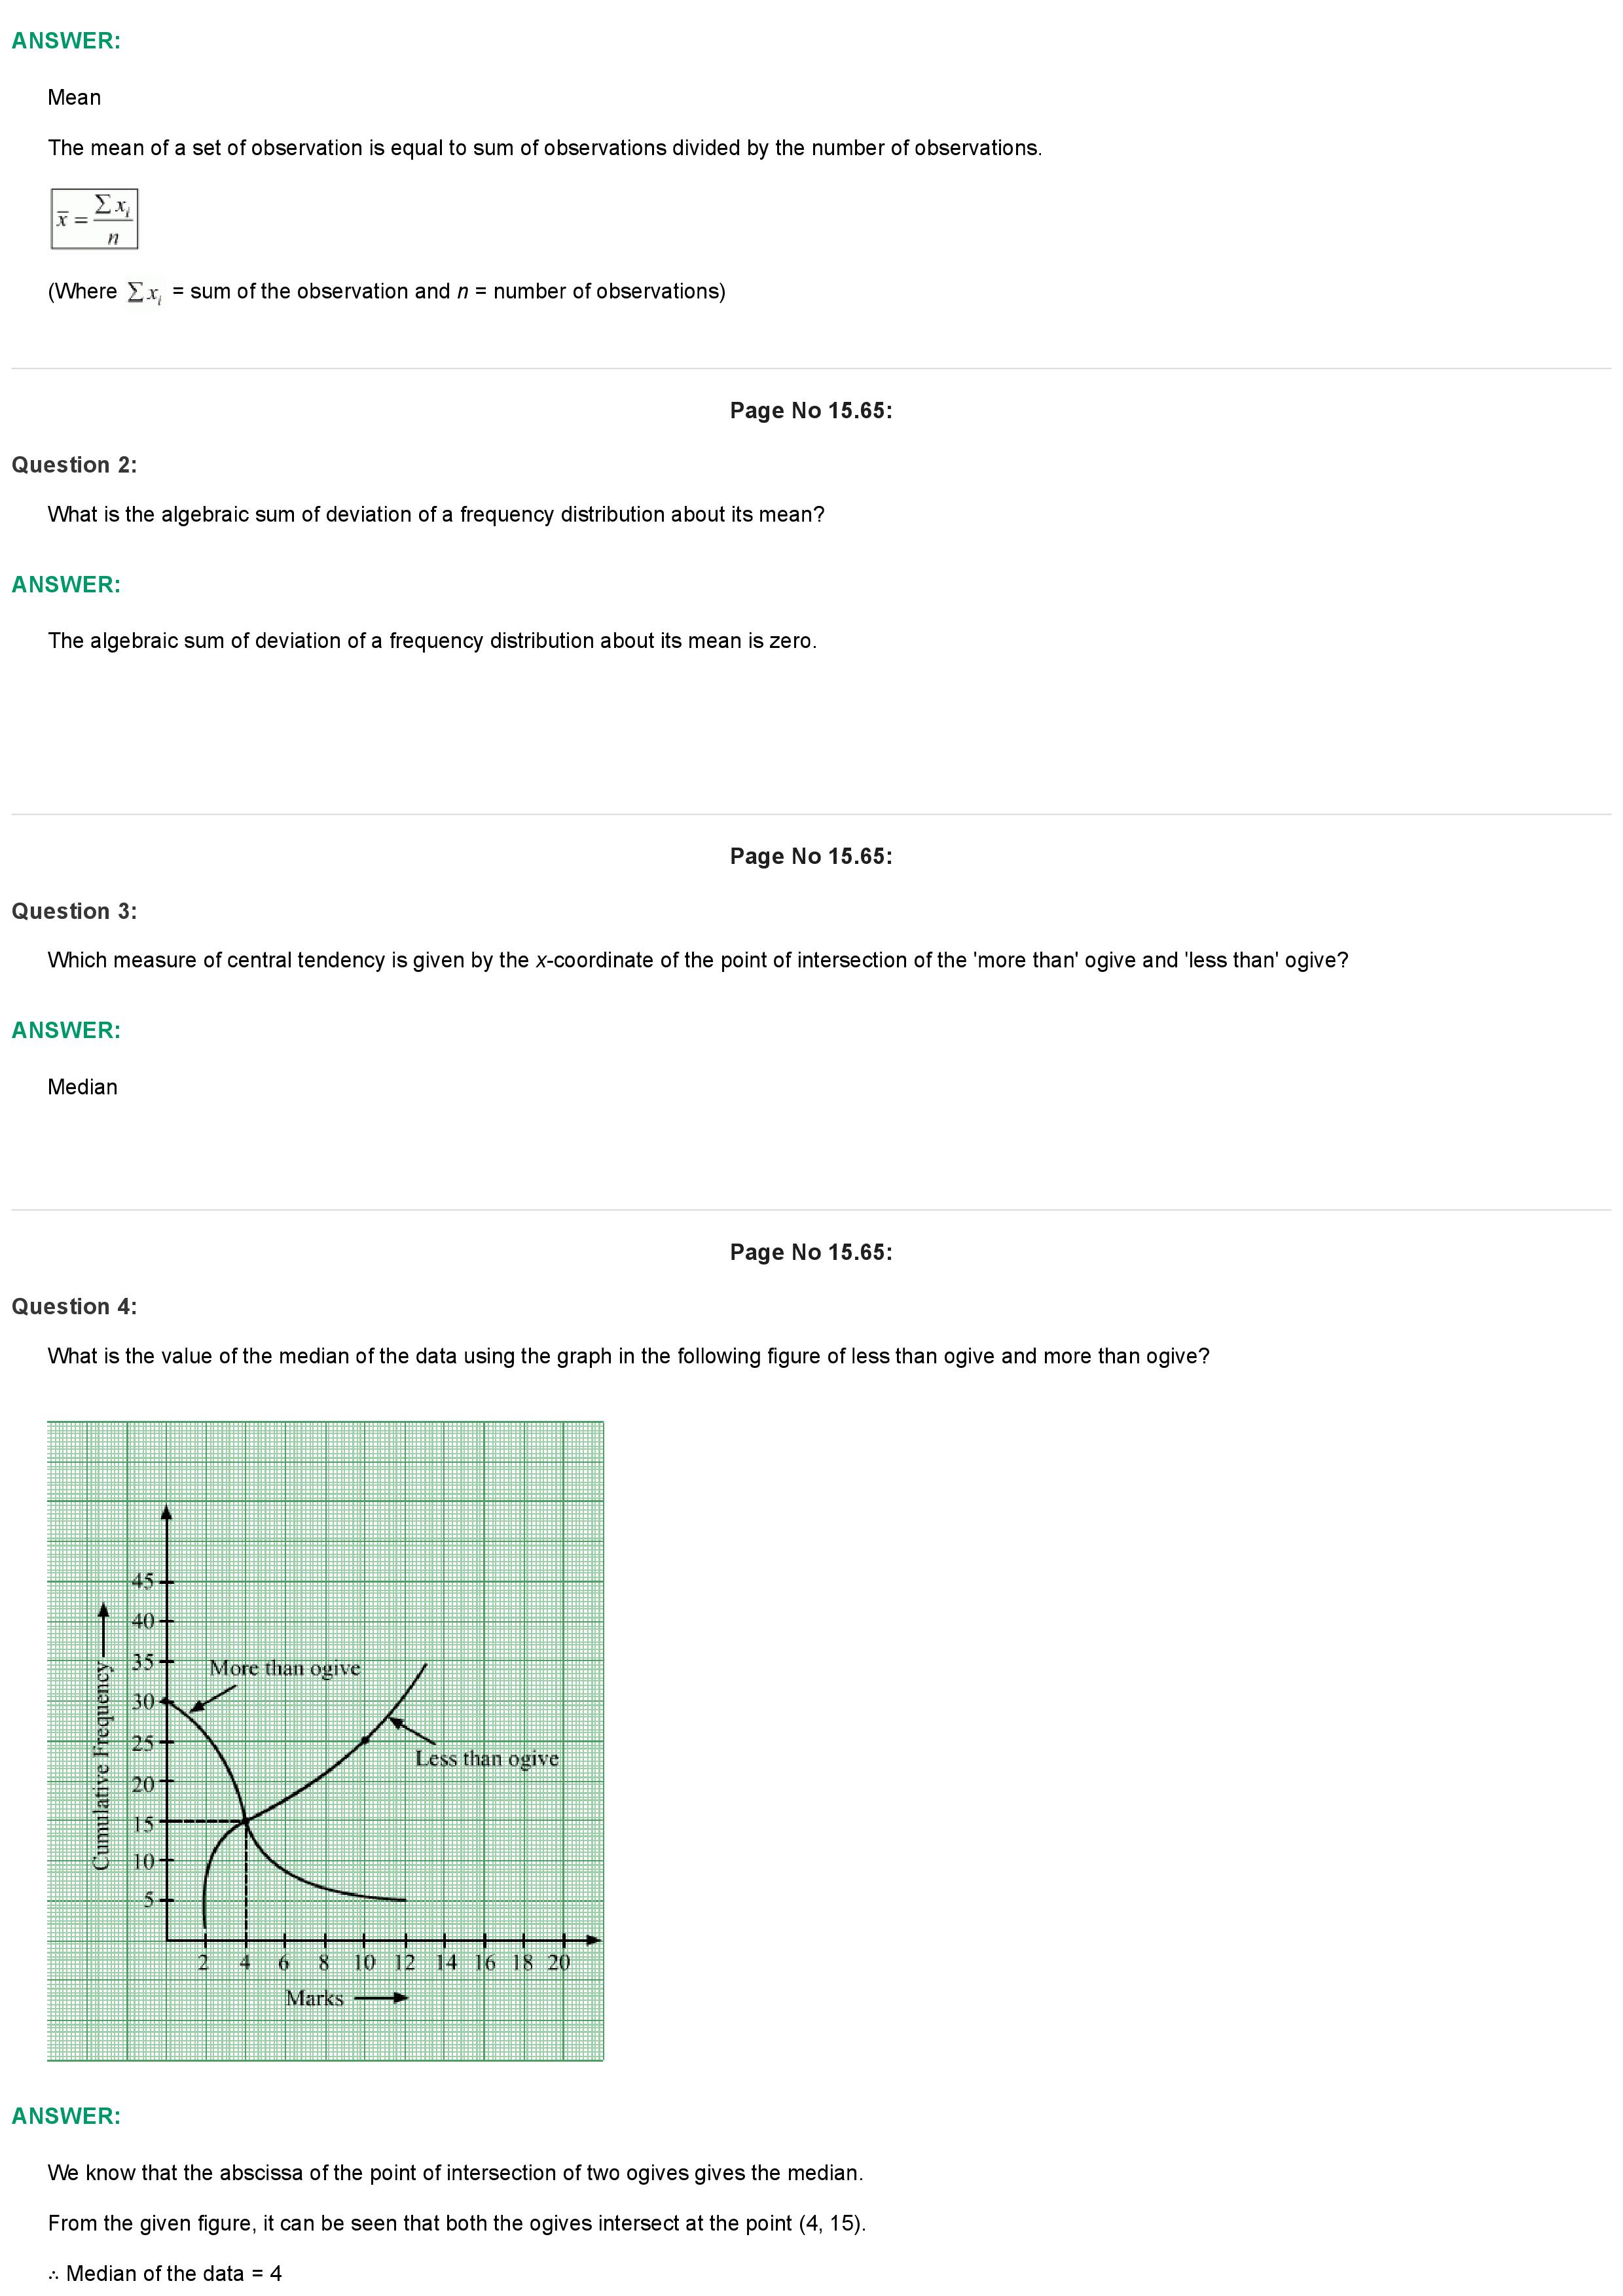 ANSWER:
Mean
The mean of a set of observation is equal to sum of observations divided by the number of observations.
x̄ = ∑xᵢ / n
(Where ∑xᵢ = sum of the observation and n = number of observations)
Page No 15.65:
Question 2:
What is the algebraic sum of deviation of a frequency distribution about its mean?
ANSWER:
The algebraic sum of deviation of a frequency distribution about its mean is zero.
Page No 15.65:
Question 3:
Which measure of central tendency is given by the x-coordinate of the point of intersection of the 'more than' ogive and 'less than' ogive?
ANSWER:
Median
Page No 15.65:
Question 4:
What is the value of the median of the data using the graph in the following figure of less than ogive and more than ogive?
45
40
35
30
25
20
15
10
5
Cumulative Frequency
More than ogive
Less than ogive
2 4 6 8 10 12 14 16 18 20
Marks
ANSWER:
We know that the abscissa of the point of intersection of two ogives gives the median.
From the given figure, it can be seen that both the ogives intersect at the point (4, 15).
∴ Median of the data = 4